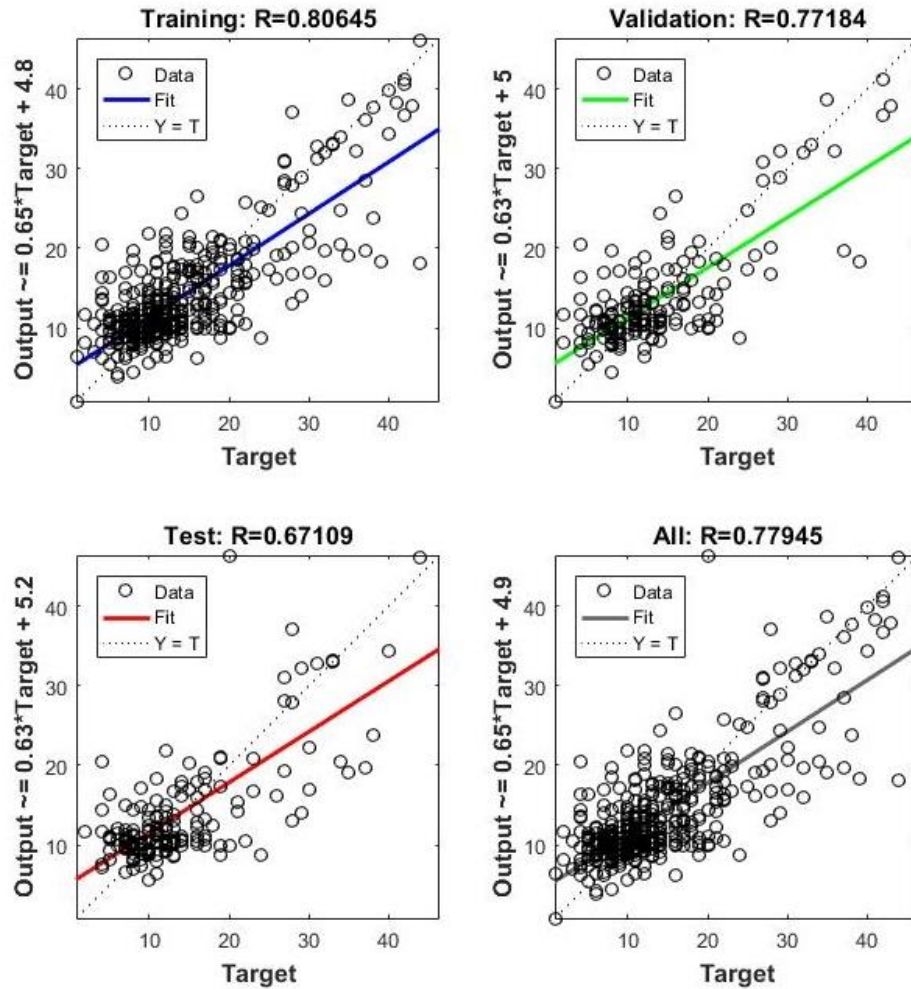 Training: R=0.80645
Output ~= 0.65*Target + 4.8
40
30
20
10
Data
Fit
Y = T
10 20 30 40
Target
Validation: R=0.77184
Output ~= 0.63*Target + 5
40
30
20
10
Data
Fit
Y = T
10 20 30 40
Target
Test: R=0.67109
Output ~= 0.63*Target + 5.2
40
30
20
10
Data
Fit
Y = T
10 20 30 40
Target
All: R=0.77945
Output ~= 0.65*Target + 4.9
40
30
20
10
Data
Fit
Y = T
10 20 30 40
Target